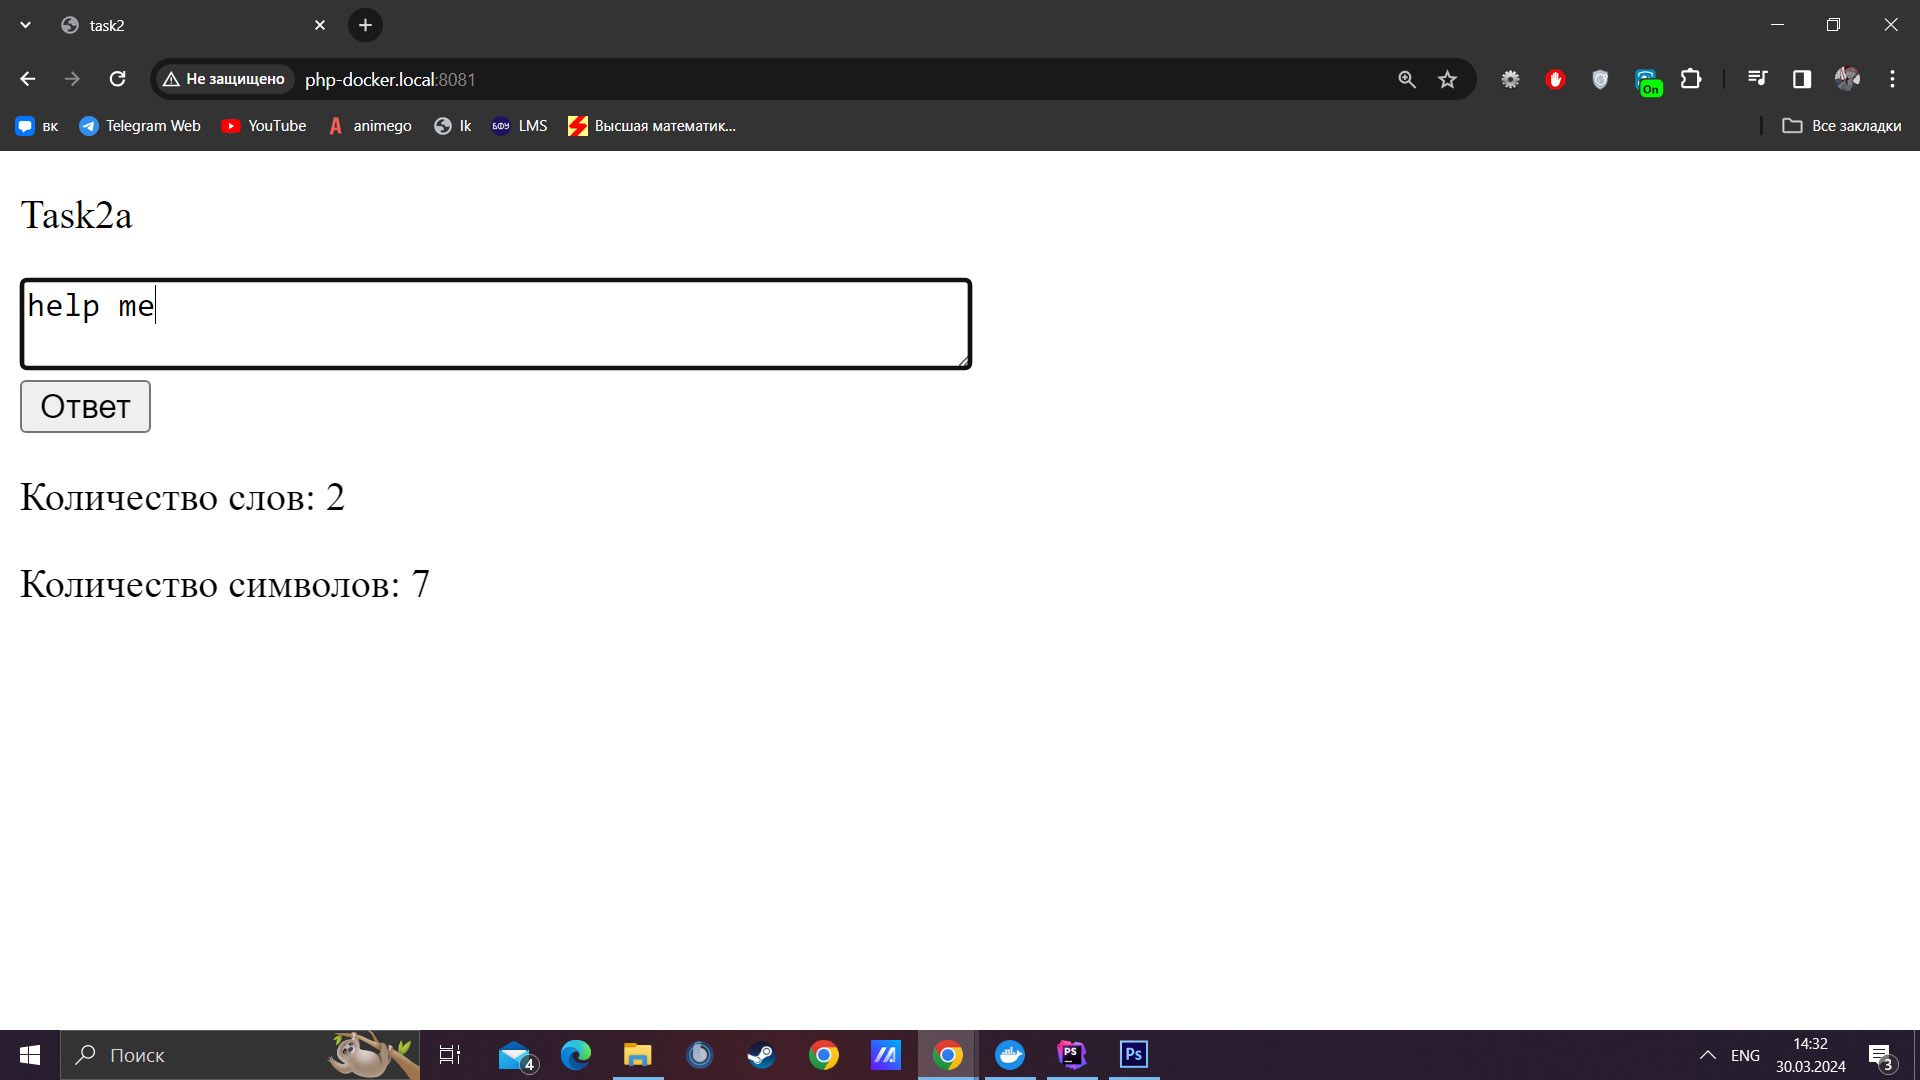 task2
Не защищено
php-docker.local:8081
On
вк
Telegram Web
YouTube
animego
lk
БФУ
LMS
Высшая математик...
Все закладки
Task2a
help me
Ответ
Количество слов: 2
Количество символов: 7
Поиск
4
PS
Ps
ENG
14:32
30.03.2024
3